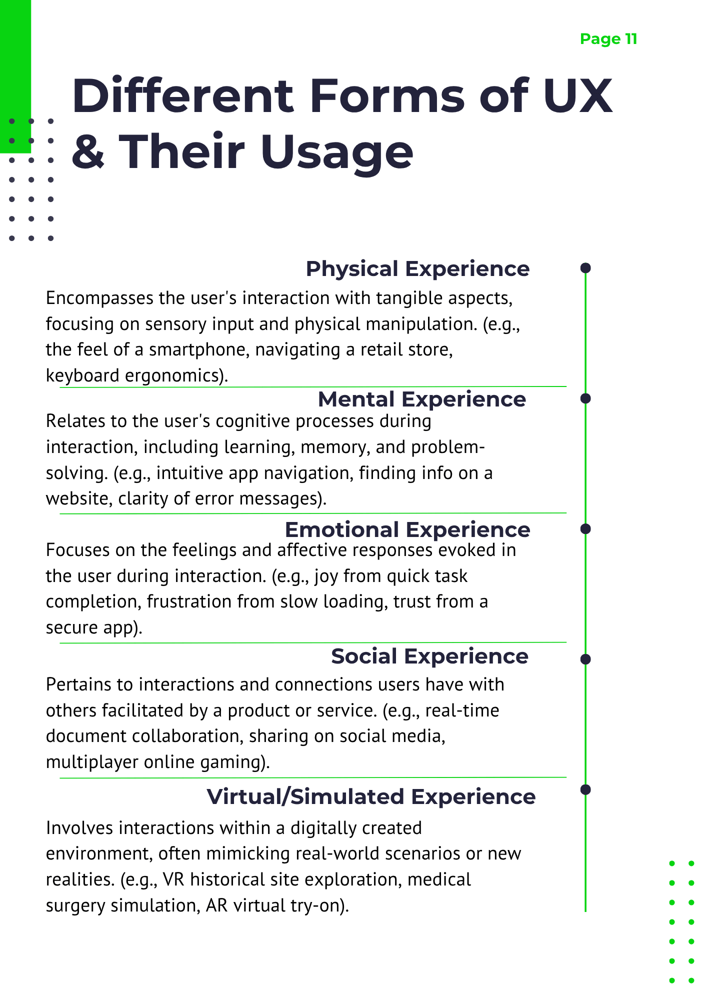 Page 11
Different Forms of UX
& Their Usage
Physical Experience
Encompasses the user's interaction with tangible aspects,
focusing on sensory input and physical manipulation. (e.g.,
the feel of a smartphone, navigating a retail store,
keyboard ergonomics).
Mental Experience
Relates to the user's cognitive processes during
interaction, including learning, memory, and problem-
solving. (e.g., intuitive app navigation, finding info on a
website, clarity of error messages).
Emotional Experience
Focuses on the feelings and affective responses evoked in
the user during interaction. (e.g., joy from quick task
completion, frustration from slow loading, trust from a
secure app).
Social Experience
Pertains to interactions and connections users have with
others facilitated by a product or service. (e.g., real-time
document collaboration, sharing on social media,
multiplayer online gaming).
Virtual/Simulated Experience
Involves interactions within a digitally created
environment, often mimicking real-world scenarios or new
realities. (e.g., VR historical site exploration, medical
surgery simulation, AR virtual try-on).